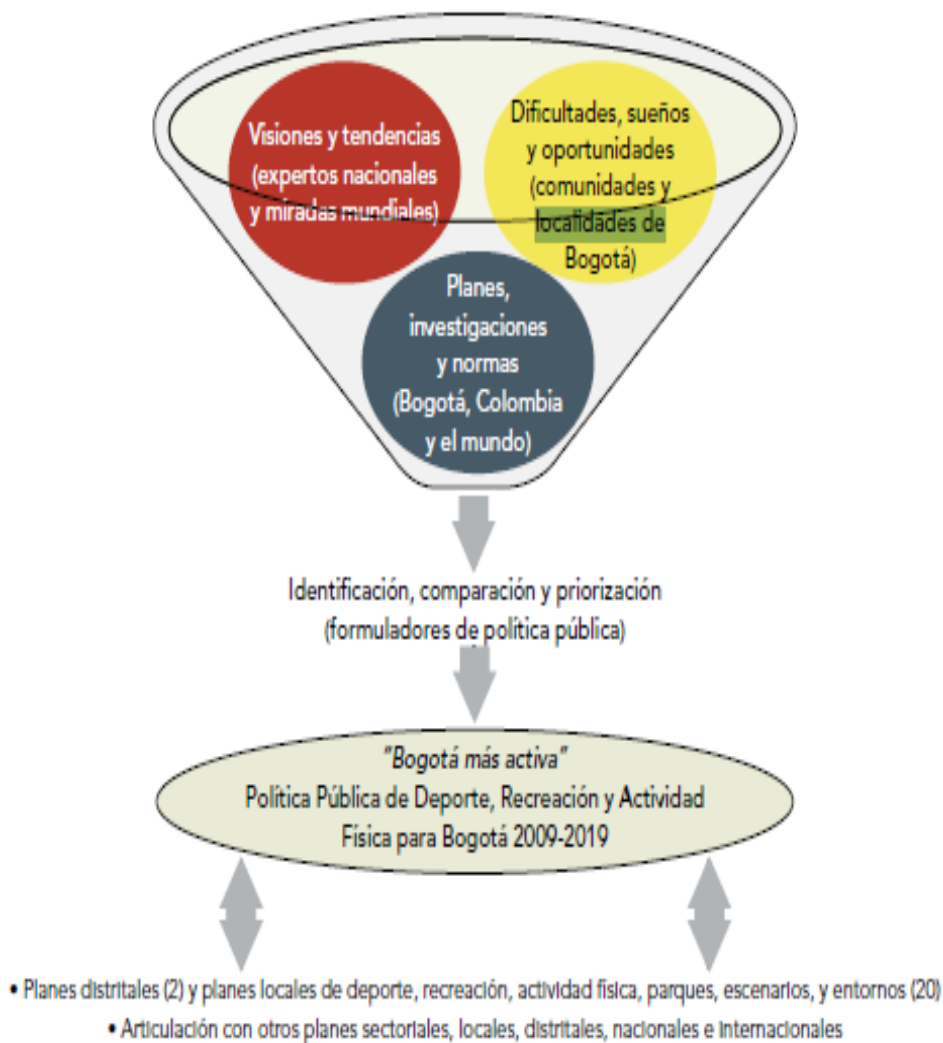 Visiones y tendencias
(expertos nacionales
y miradas mundiales)
Dificultades, sueños
y oportunidades
(comunidades y
localidades de
Bogotá)
Planes,
investigaciones
y normas
(Bogotá, Colombia
y el mundo)
Identificación, comparación y priorización
(formuladores de política pública)
"Bogotá más activa"
Política Pública de Deporte, Recreación y Actividad
Física para Bogotá 2009-2019
• Planes distritales (2) y planes locales de deporte, recreación, actividad física, parques, escenarios, y entornos (20)
• Articulación con otros planes sectoriales, locales, distritales, nacionales e internacionales